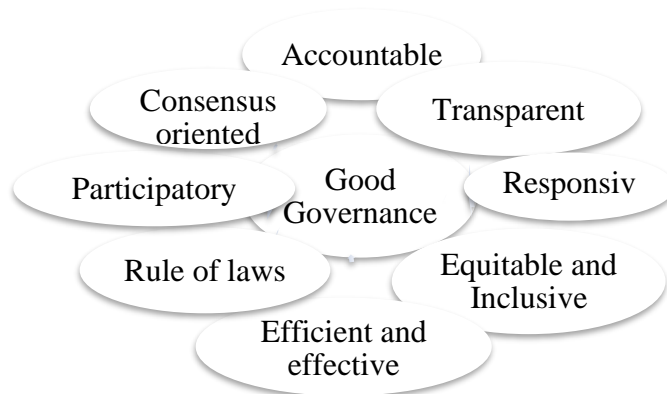 Accountable
Consensus
oriented
Transparent
Participatory
Good
Governance
Responsiv
Rule of laws
Equitable and
Inclusive
Efficient and
effective